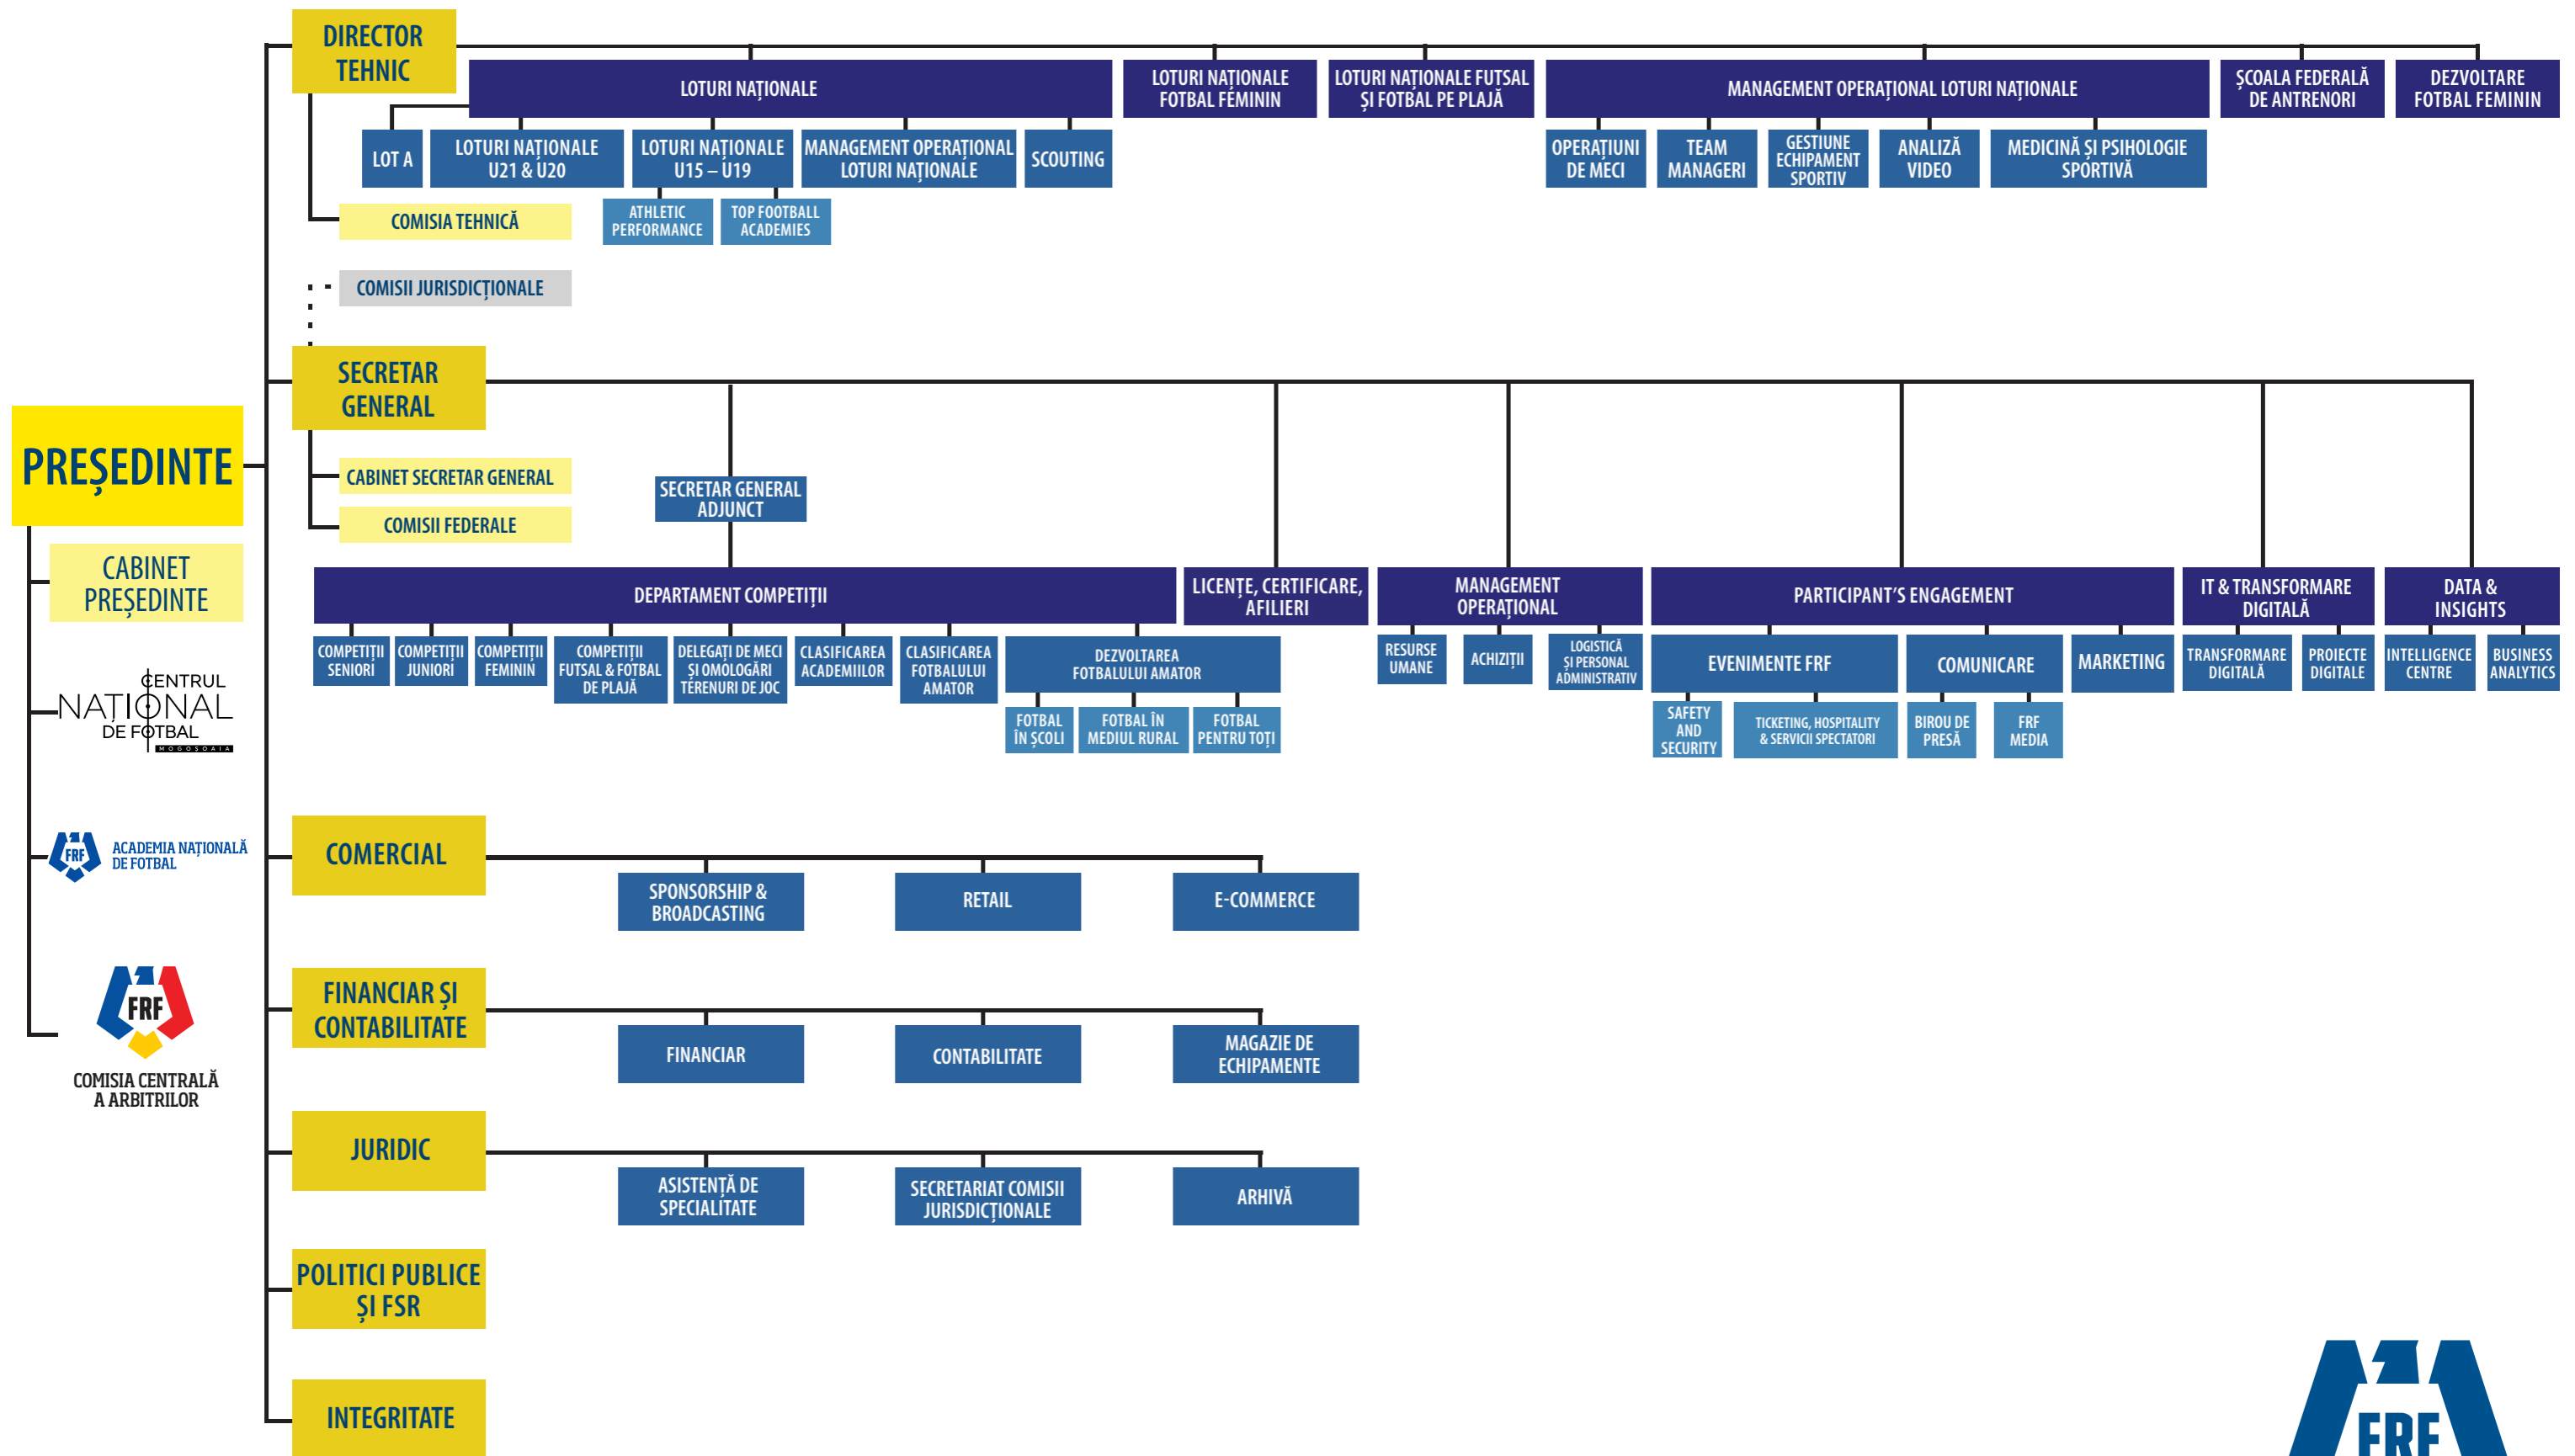 DIRECTOR
TEHNIC
LOTURI NAȚIONALE
LOTURI NAȚIONALE
FOTBAL FEMININ
LOTURI NAȚIONALE FUTSAL
ȘI FOTBAL PE PLAJĂ
MANAGEMENT OPERAȚIONAL LOTURI NAȚIONALE
ȘCOALA FEDERALĂ
DE ANTRENORI
DEZVOLTARE
FOTBAL FEMININ
LOT A
LOTURI NAȚIONALE
U21 & U20
LOTURI NAȚIONALE
U15 – U19
MANAGEMENT OPERAȚIONAL
LOTURI NAȚIONALE
SCOUTING
OPERAȚIUNI
DE MECI
TEAM
MANAGERI
GESTIUNE
ECHIPAMENT
SPORTIV
ANALIZĂ
VIDEO
MEDICINĂ ȘI PSIHOLOGIE
SPORTIVĂ
ATHLETIC
PERFORMANCE
TOP FOOTBALL
ACADEMIES
COMISIA TEHNICĂ
COMISII JURISDICȚIONALE
SECRETAR
GENERAL
PREȘEDINTE
CABINET SECRETAR GENERAL
COMISII FEDERALE
SECRETAR GENERAL
ADJUNCT
CABINET
PREȘEDINTE
DEPARTAMENT COMPETIȚII
LICENȚE, CERTIFICARE,
AFILIERI
MANAGEMENT
OPERAȚIONAL
PARTICIPANT'S ENGAGEMENT
IT & TRANSFORMARE
DIGITALĂ
DATA &
INSIGHTS
COMPETIȚII
SENIORI
COMPETIȚII
JUNIORI
COMPETIȚII
FEMININ
COMPETIȚII
FUTSAL & FOTBAL
DE PLAJĂ
DELEGAȚI DE MECI
ȘI OMOLOGĂRI
TERENURI DE JOC
CLASIFICAREA
ACADEMIILOR
CLASIFICAREA
FOTBALULUI
AMATOR
DEZVOLTAREA
FOTBALULUI AMATOR
RESURSE
UMANE
ACHIZIȚII
LOGISTICĂ
ȘI PERSONAL
ADMINISTRATIV
EVENIMENTE FRF
COMUNICARE
MARKETING
TRANSFORMARE
DIGITALĂ
PROIECTE
DIGITALE
INTELLIGENCE
CENTRE
BUSINESS
ANALYTICS
FOTBAL
ÎN ȘCOLI
FOTBAL ÎN
MEDIUL RURAL
FOTBAL
PENTRU TOȚI
SAFETY
AND
SECURITY
TICKETING, HOSPITALITY
& SERVICII SPECTATORI
BIROU DE
PRESĂ
FRF
MEDIA
CENTRUL
NAȚIONAL
DE FOTBAL
MOGOSOAIA
FRF
ACADEMIA NAȚIONALĂ
DE FOTBAL
COMERCIAL
SPONSORSHIP &
BROADCASTING
RETAIL
E-COMMERCE
FRF
COMISIA CENTRALĂ
A ARBITRILOR
FINANCIAR ȘI
CONTABILITATE
FINANCIAR
CONTABILITATE
MAGAZIE DE
ECHIPAMENTE
JURIDIC
ASISTENȚĂ DE
SPECIALITATE
SECRETARIAT COMISII
JURISDICȚIONALE
ARHIVĂ
POLITICI PUBLICE
ȘI FSR
INTEGRITATE
FRF